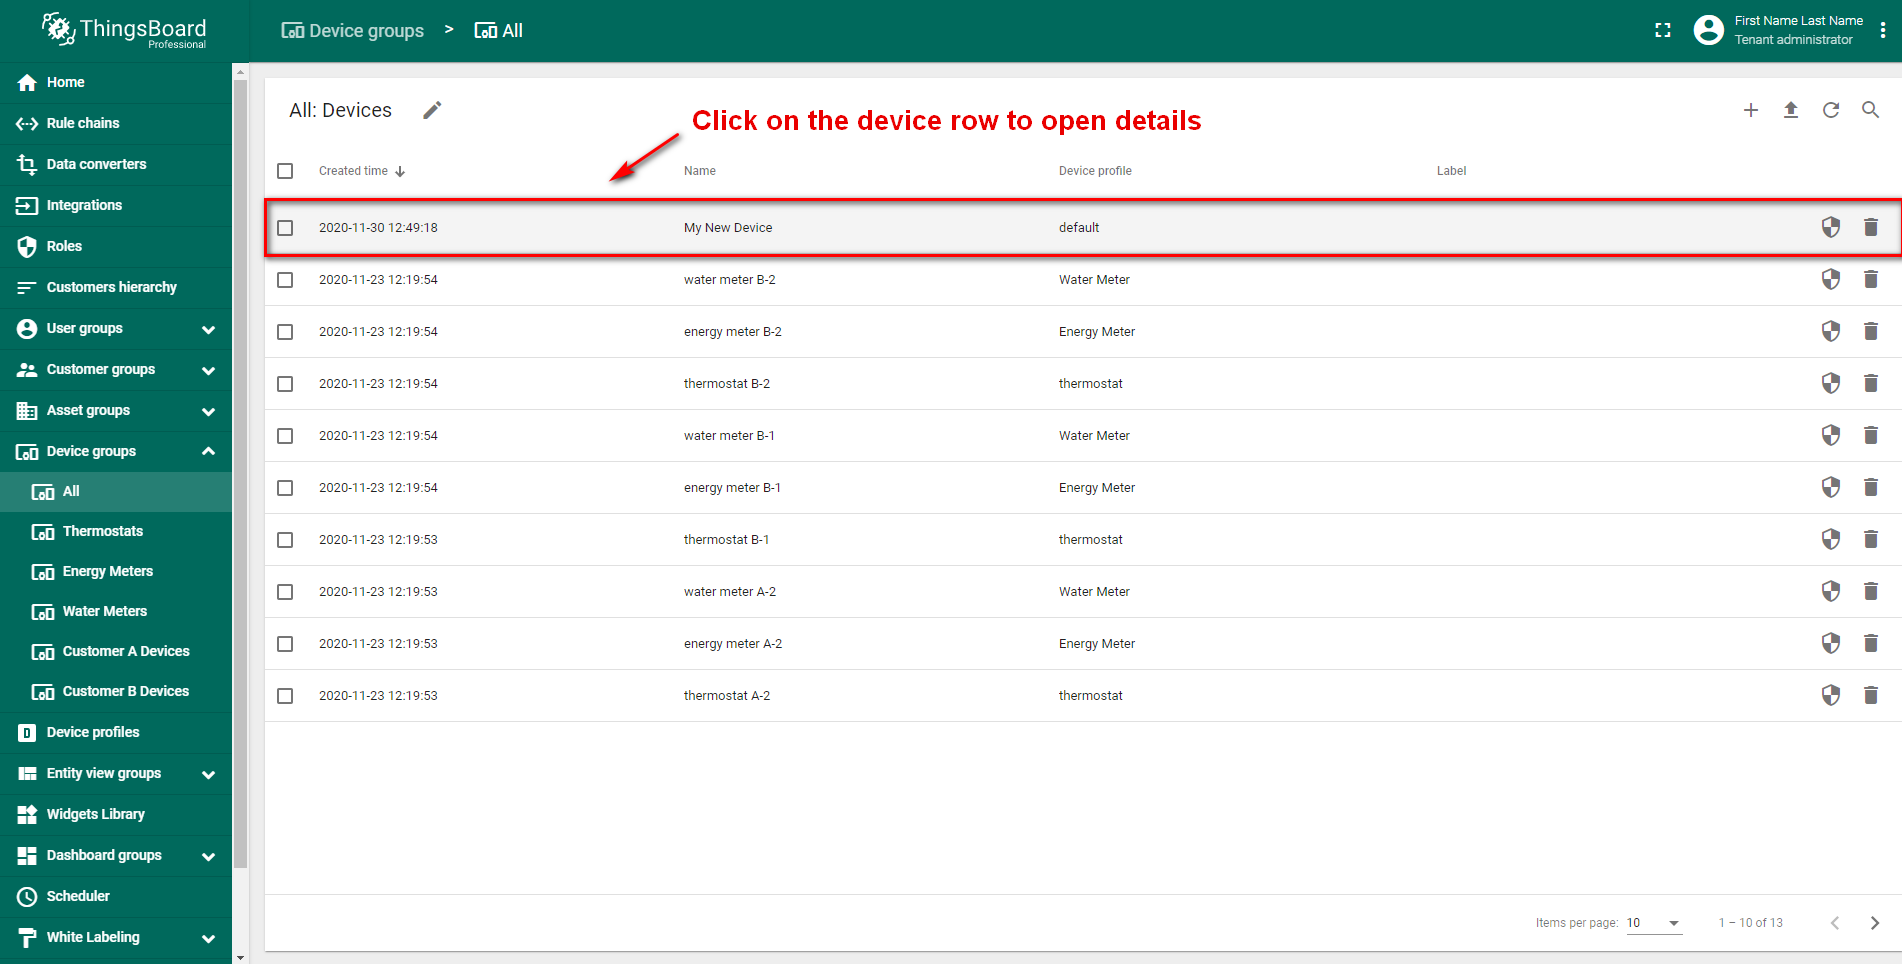 ThingsBoard
Professional
Device groups > All
First Name Last Name
Tenant administrator
Home
Rule chains
Data converters
Integrations
Roles
Customers hierarchy
User groups
Customer groups
Asset groups
Device groups
All
Thermostats
Energy Meters
Water Meters
Customer A Devices
Customer B Devices
Device profiles
Entity view groups
Widgets Library
Dashboard groups
Scheduler
White Labeling
All: Devices
Click on the device row to open details
Created time Name Device profile Label
2020-11-30 12:49:18 My New Device default
2020-11-23 12:19:54 water meter B-2 Water Meter
2020-11-23 12:19:54 energy meter B-2 Energy Meter
2020-11-23 12:19:54 thermostat B-2 thermostat
2020-11-23 12:19:54 water meter B-1 Water Meter
2020-11-23 12:19:54 energy meter B-1 Energy Meter
2020-11-23 12:19:53 thermostat B-1 thermostat
2020-11-23 12:19:53 water meter A-2 Water Meter
2020-11-23 12:19:53 energy meter A-2 Energy Meter
2020-11-23 12:19:53 thermostat A-2 thermostat
Items per page: 10 1 – 10 of 13